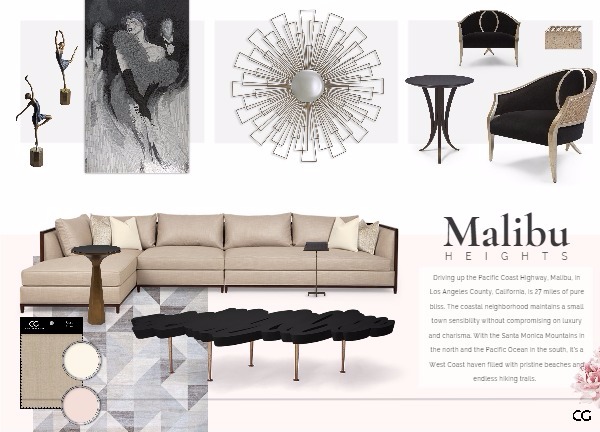 Malibu
HEIGHTS
Driving up the Pacific Coast Highway, Malibu, in
Los Angeles County, California, is 27 miles of pure
bliss. The coastal neighborhood maintains a small
town sensibility without compromising on luxury
and charisma. With the Santa Monica Mountains in
the north and the Pacific Ocean in the south, it's a
West Coast haven filled with pristine beaches and
endless hiking trails.
CG
CG